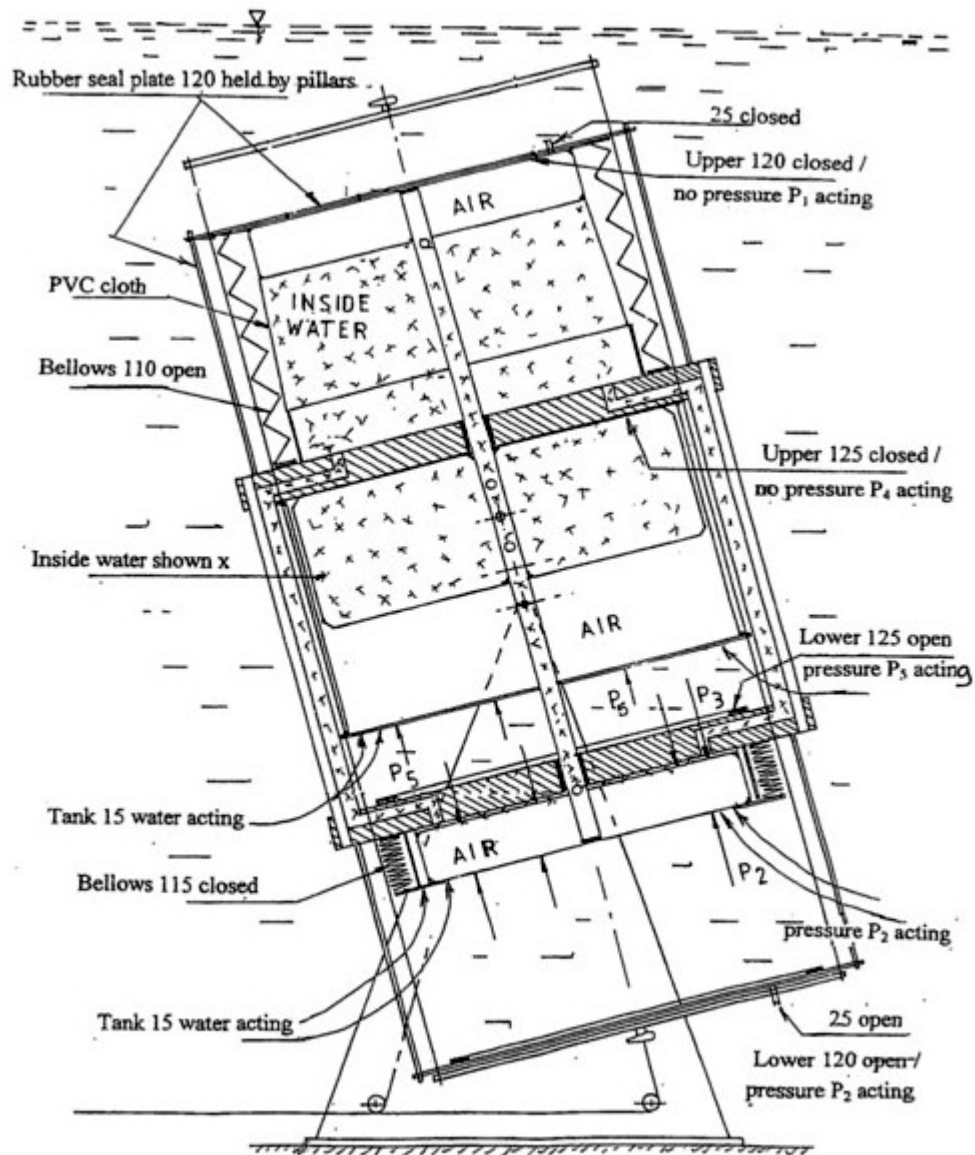 Rubber seal plate 120 held by pillars
25 closed
Upper 120 closed /
no pressure P₁ acting
AIR
PVC cloth
INSIDE
WATER
Bellows 110 open
Upper 125 closed /
no pressure P₄ acting
Inside water shown x
AIR
Lower 125 open
pressure P₅ acting
P₅
P₃
P₅
Tank 15 water acting
AIR
Bellows 115 closed
P₂
pressure P₂ acting
Tank 15 water acting
25 open
Lower 120 open /
pressure P₂ acting